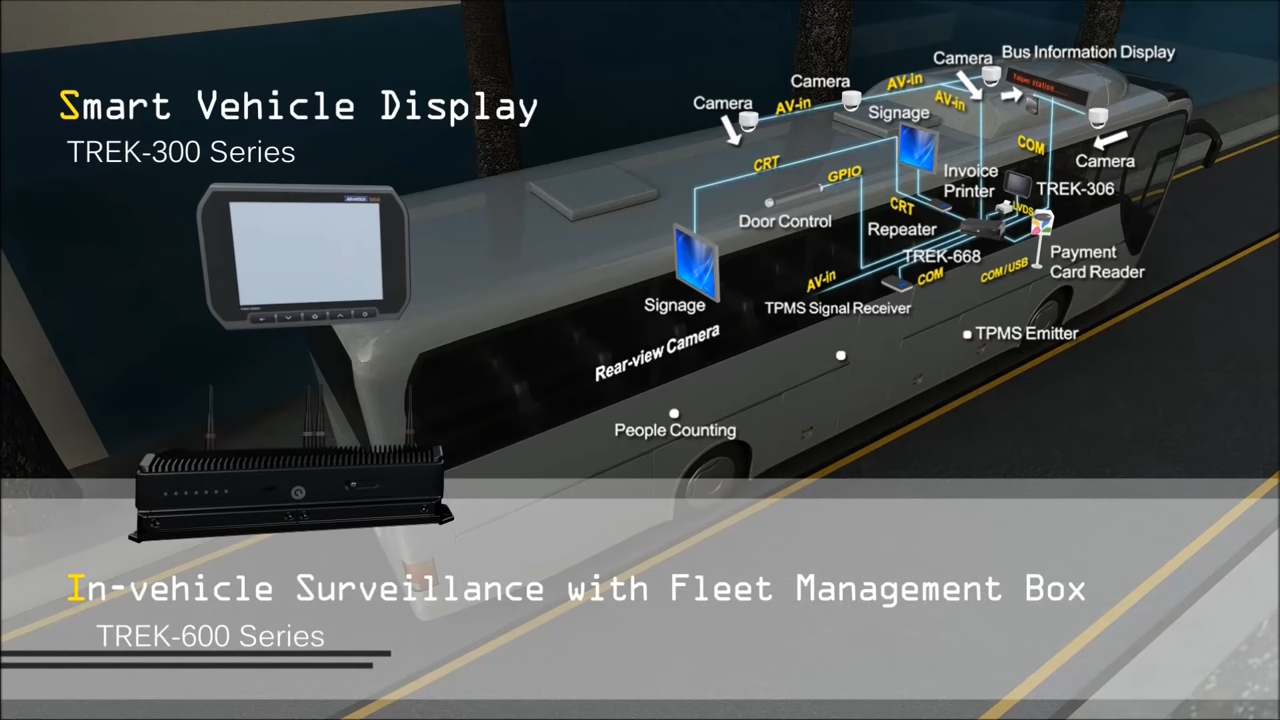 Smart Vehicle Display
TREK-300 Series
Camera
Bus Information Display
Camera
AV-in
Camera
AV-in
AV-in
Taipei Station......
Signage
COM
Camera
CRT
GPIO
Invoice
Printer
TREK-306
Door Control
CRT
LVDS
Repeater
TREK-668
Payment
Card Reader
COM
COM/USB
AV-in
Signage
TPMS Signal Receiver
TPMS Emitter
Rear-view Camera
People Counting
In-vehicle Surveillance with Fleet Management Box
TREK-600 Series